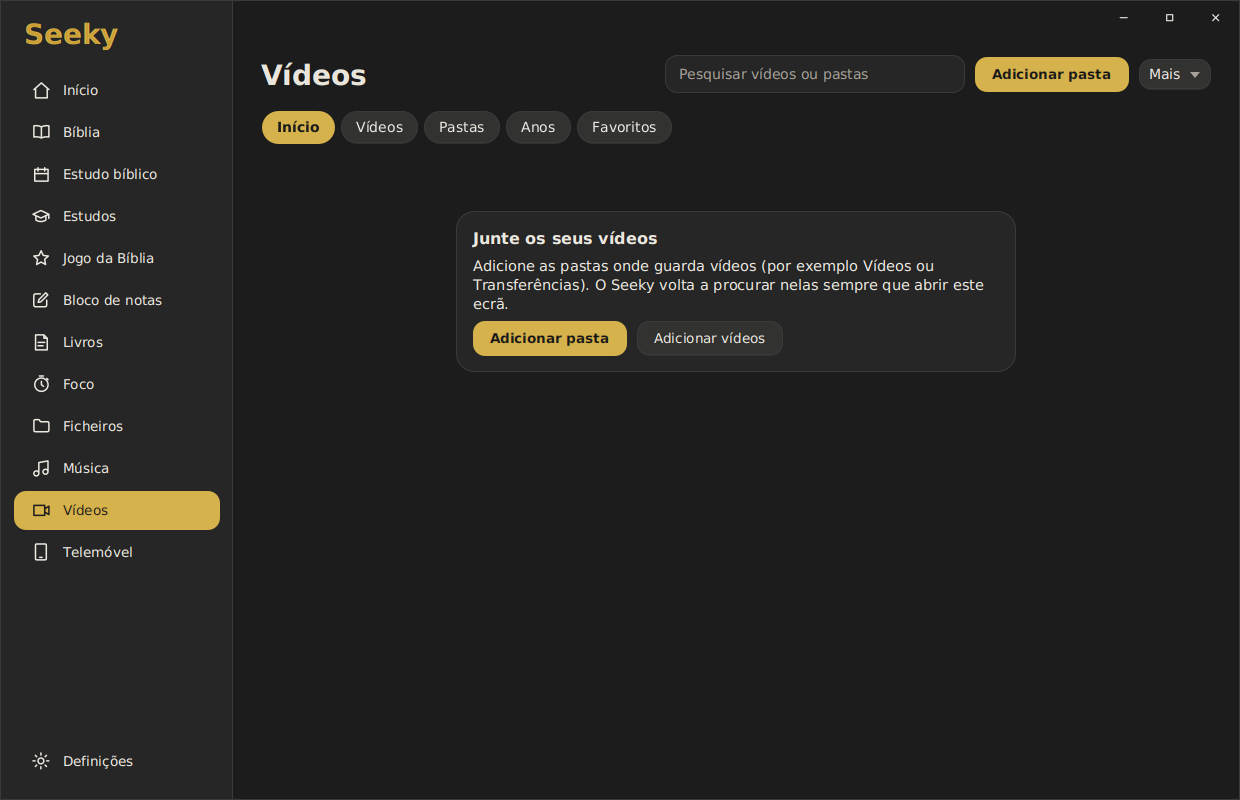 Seeky
Início
Bíblia
Estudo bíblico
Estudos
Jogo da Bíblia
Bloco de notas
Livros
Foco
Ficheiros
Música
Vídeos
Telemóvel
Definições
Vídeos
Pesquisar vídeos ou pastas
Adicionar pasta
Mais
Início
Vídeos
Pastas
Anos
Favoritos
Junte os seus vídeos
Adicione as pastas onde guarda vídeos (por exemplo Vídeos ou
Transferências). O Seeky volta a procurar nelas sempre que abrir este
ecrã.
Adicionar pasta
Adicionar vídeos